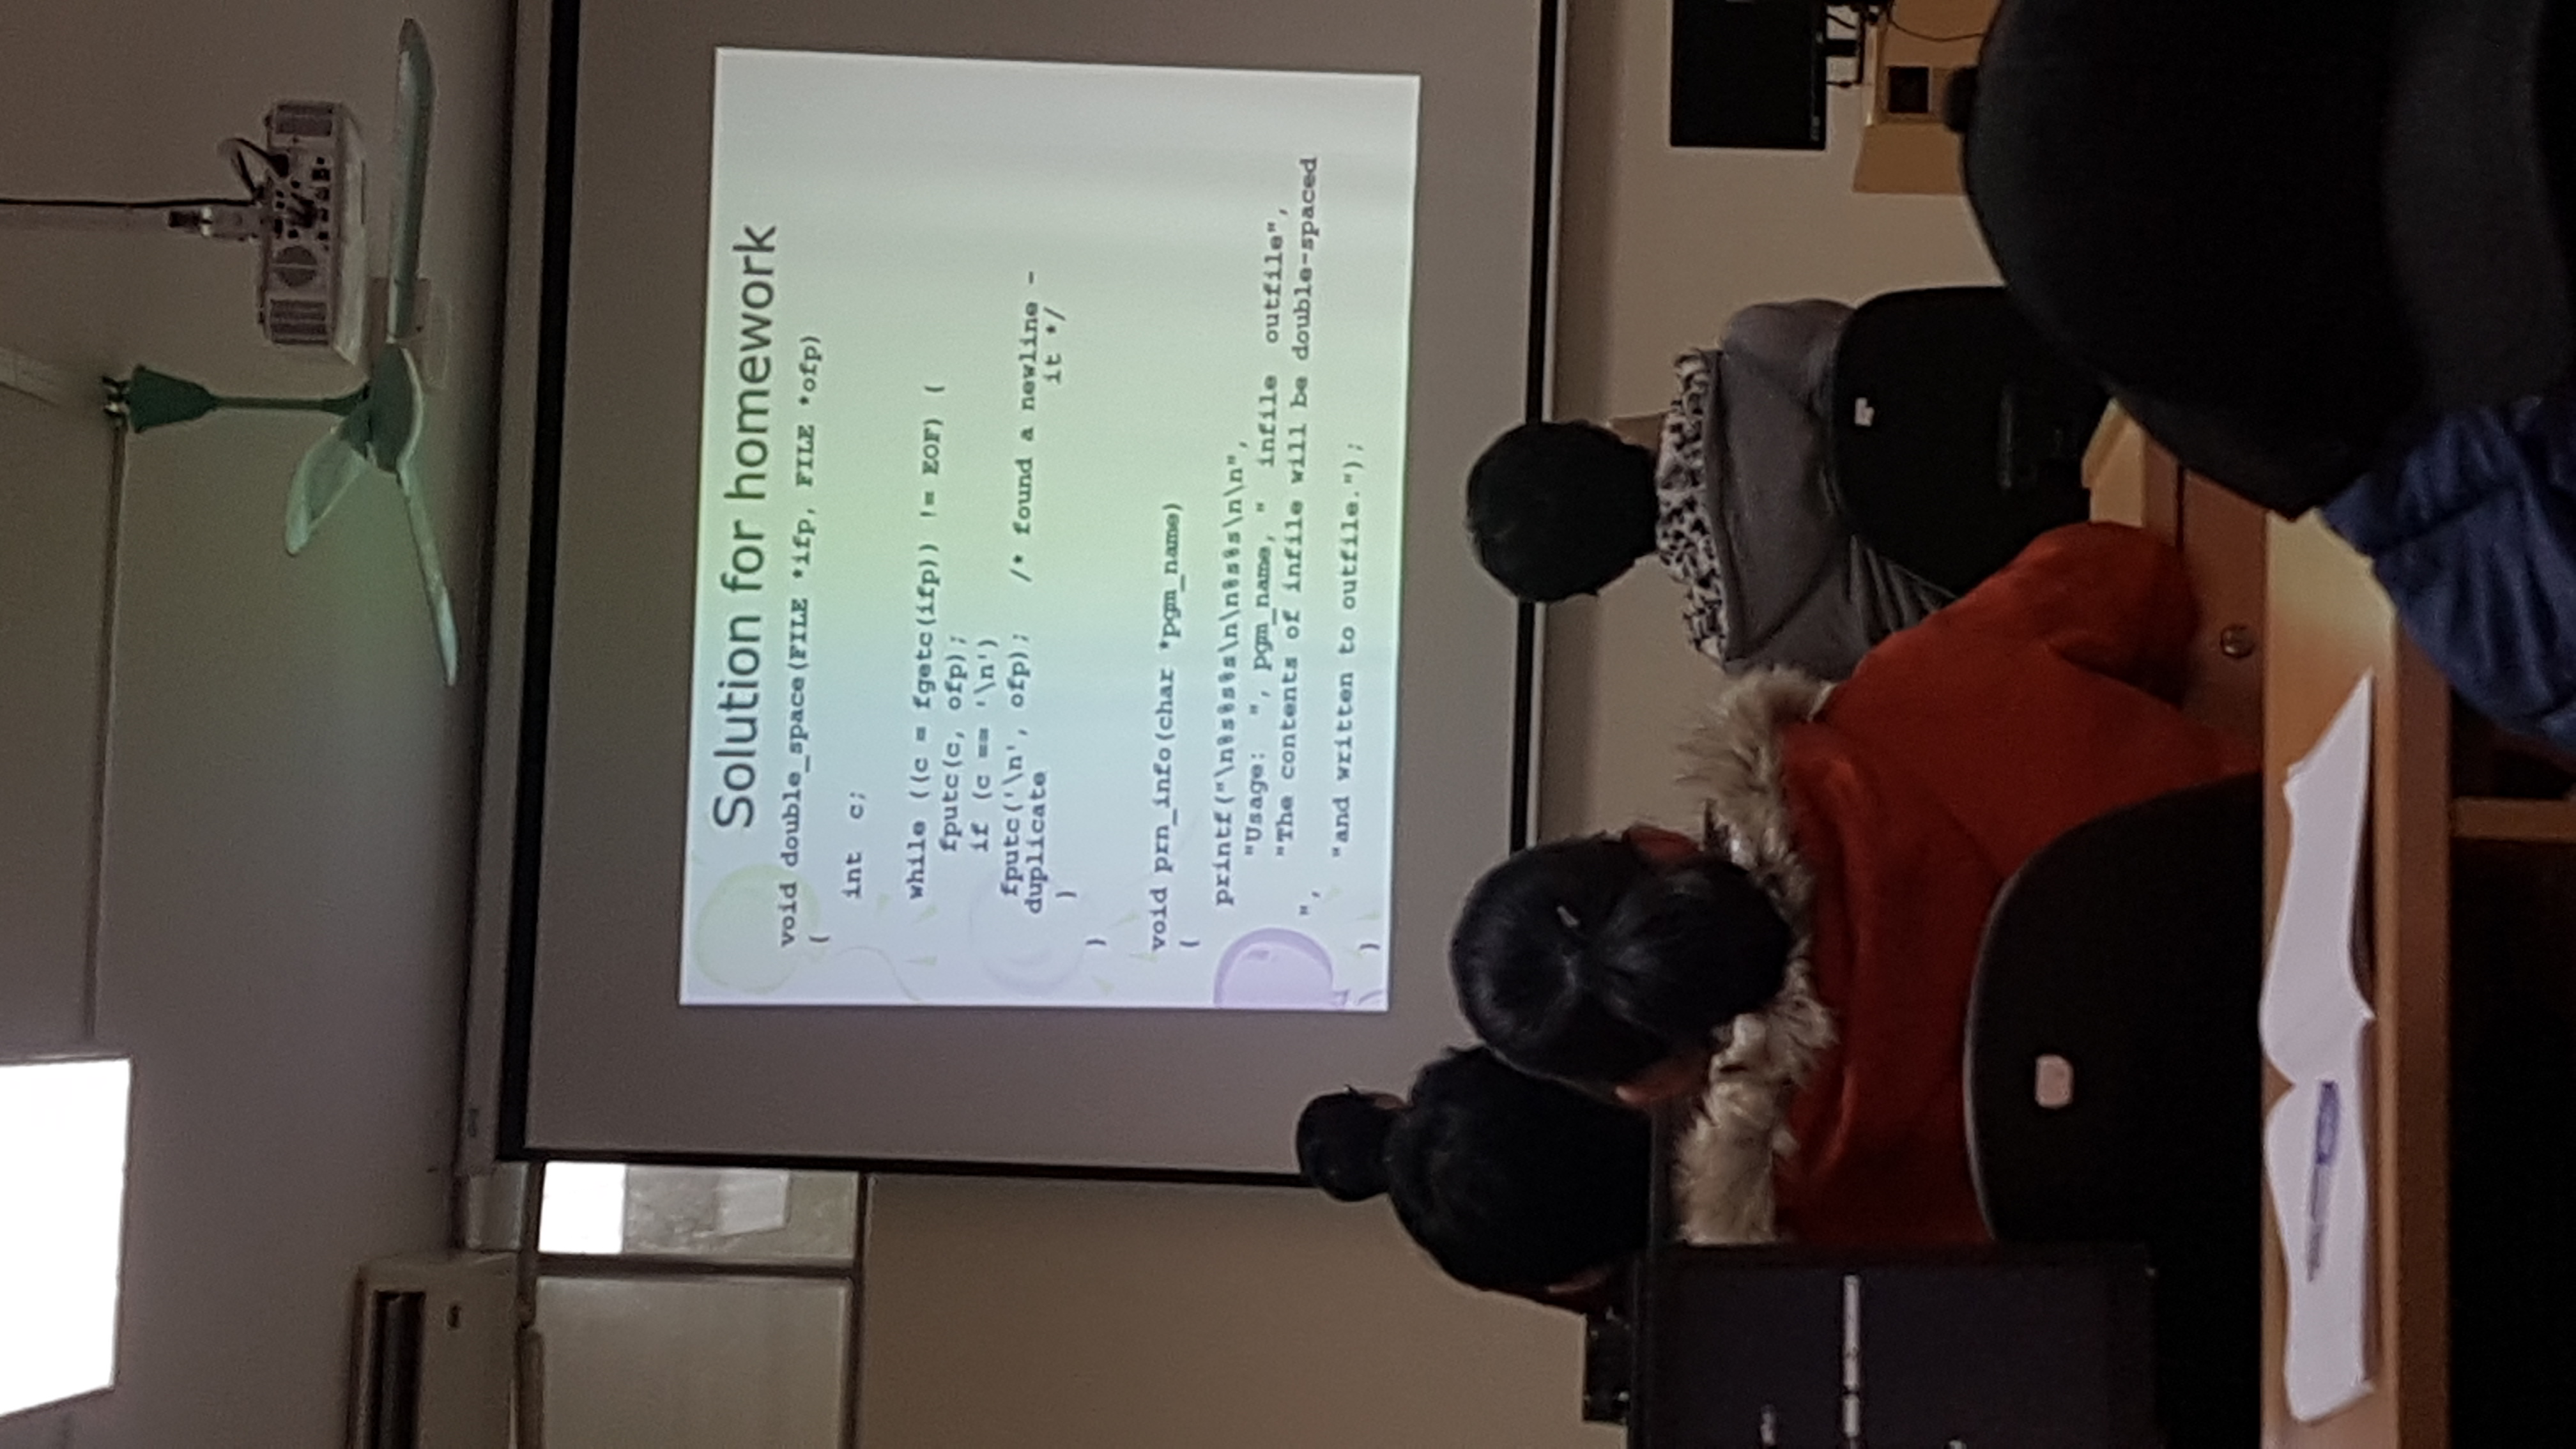 Solution for homework
void double_space(FILE *ifp, FILE *ofp)
{
int c;
while ((c = fgetc(ifp)) != EOF) {
fputc(c, ofp);
if (c == '\n')
fputc('\n', ofp); /* found a newline -
duplicate
it */
}
}
void prn_info(char *pgm_name)
{
printf("\n%s%s%s\n\n%s%s\n\n",
"Usage: ", pgm_name, " infile outfile",
"The contents of infile will be double-spaced
",
"and written to outfile.");
}